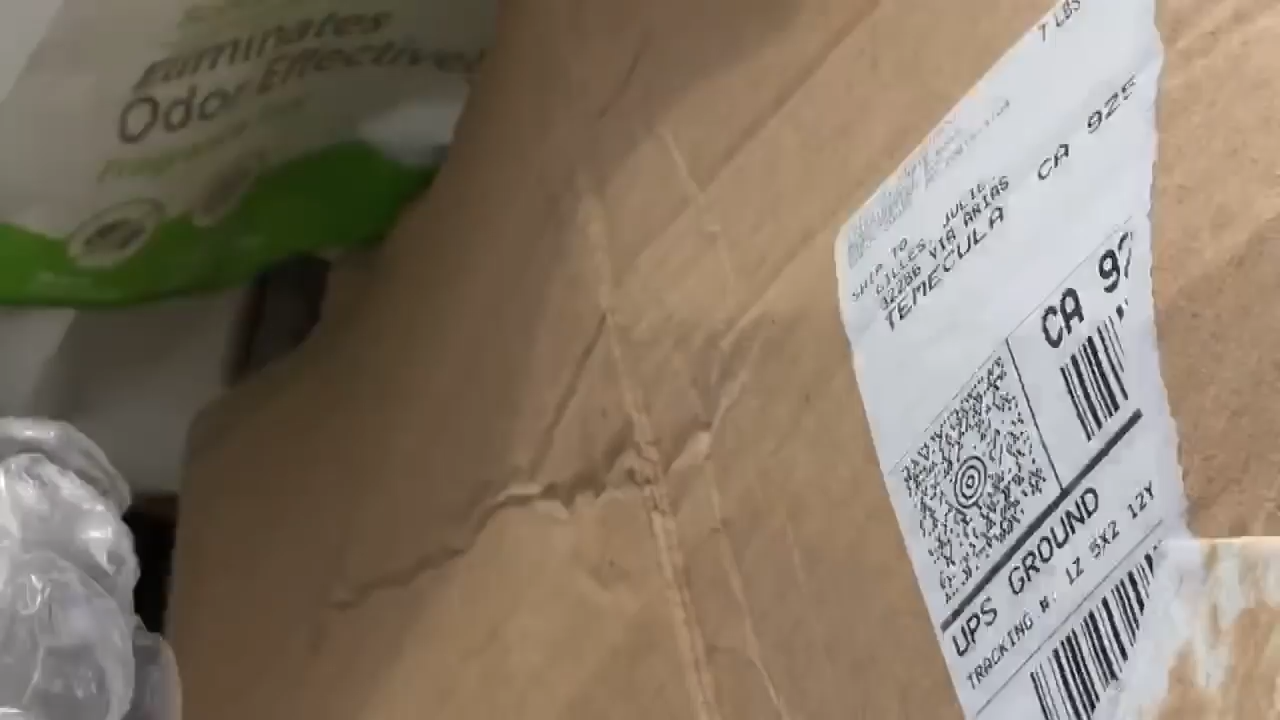 Eliminates
Odor Effectively
7 LBS
SHIP TO
GILLES, JULIE
32286 VIA ARIAS
TEMECULA CA 925
CA 92
UPS GROUND
TRACKING #: 1Z 5X2 12Y